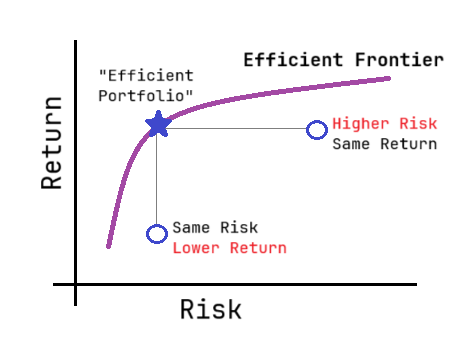 Efficient Frontier
"Efficient
Portfolio"
Higher Risk
Same Return
Return
Same Risk
Lower Return
Risk